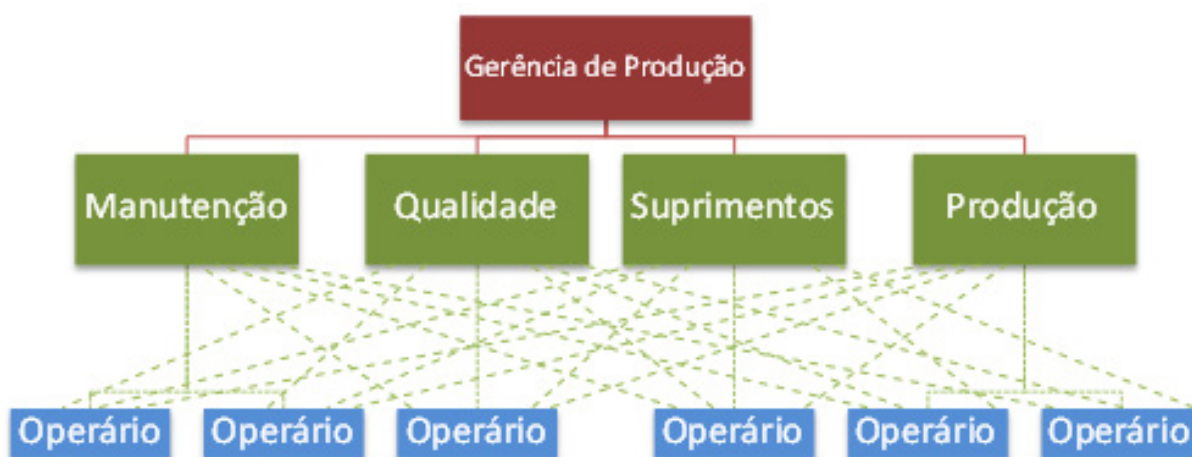 Gerência de Produção
Manutenção
Qualidade
Suprimentos
Produção
Operário
Operário
Operário
Operário
Operário
Operário